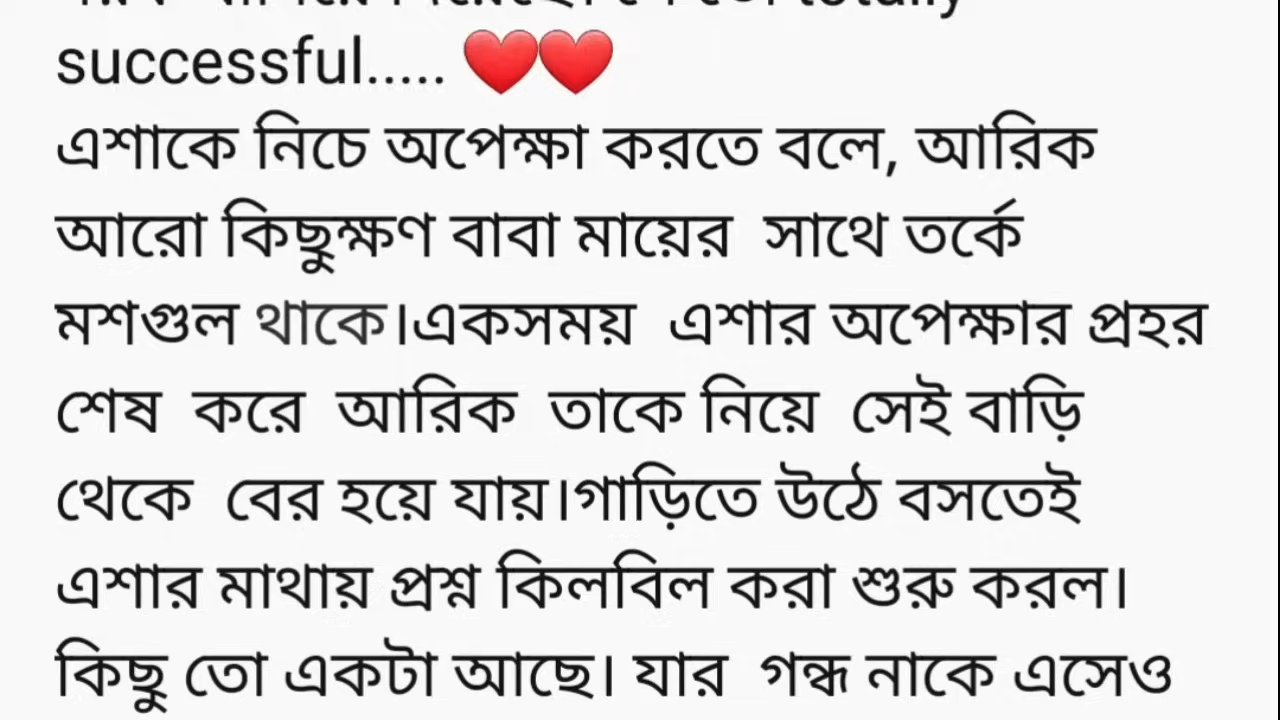 totally
successful..... ❤️❤️
এশাকে নিচে অপেক্ষা করতে বলে, আরিক
আরো কিছুক্ষণ বাবা মায়ের সাথে তর্কে
মশগুল থাকে।একসময় এশার অপেক্ষার প্রহর
শেষ করে আরিক তাকে নিয়ে সেই বাড়ি
থেকে বের হয়ে যায়।গাড়িতে উঠে বসতেই
এশার মাথায় প্রশ্ন কিলবিল করা শুরু করল।
কিছু তো একটা আছে। যার গন্ধ নাকে এসেও